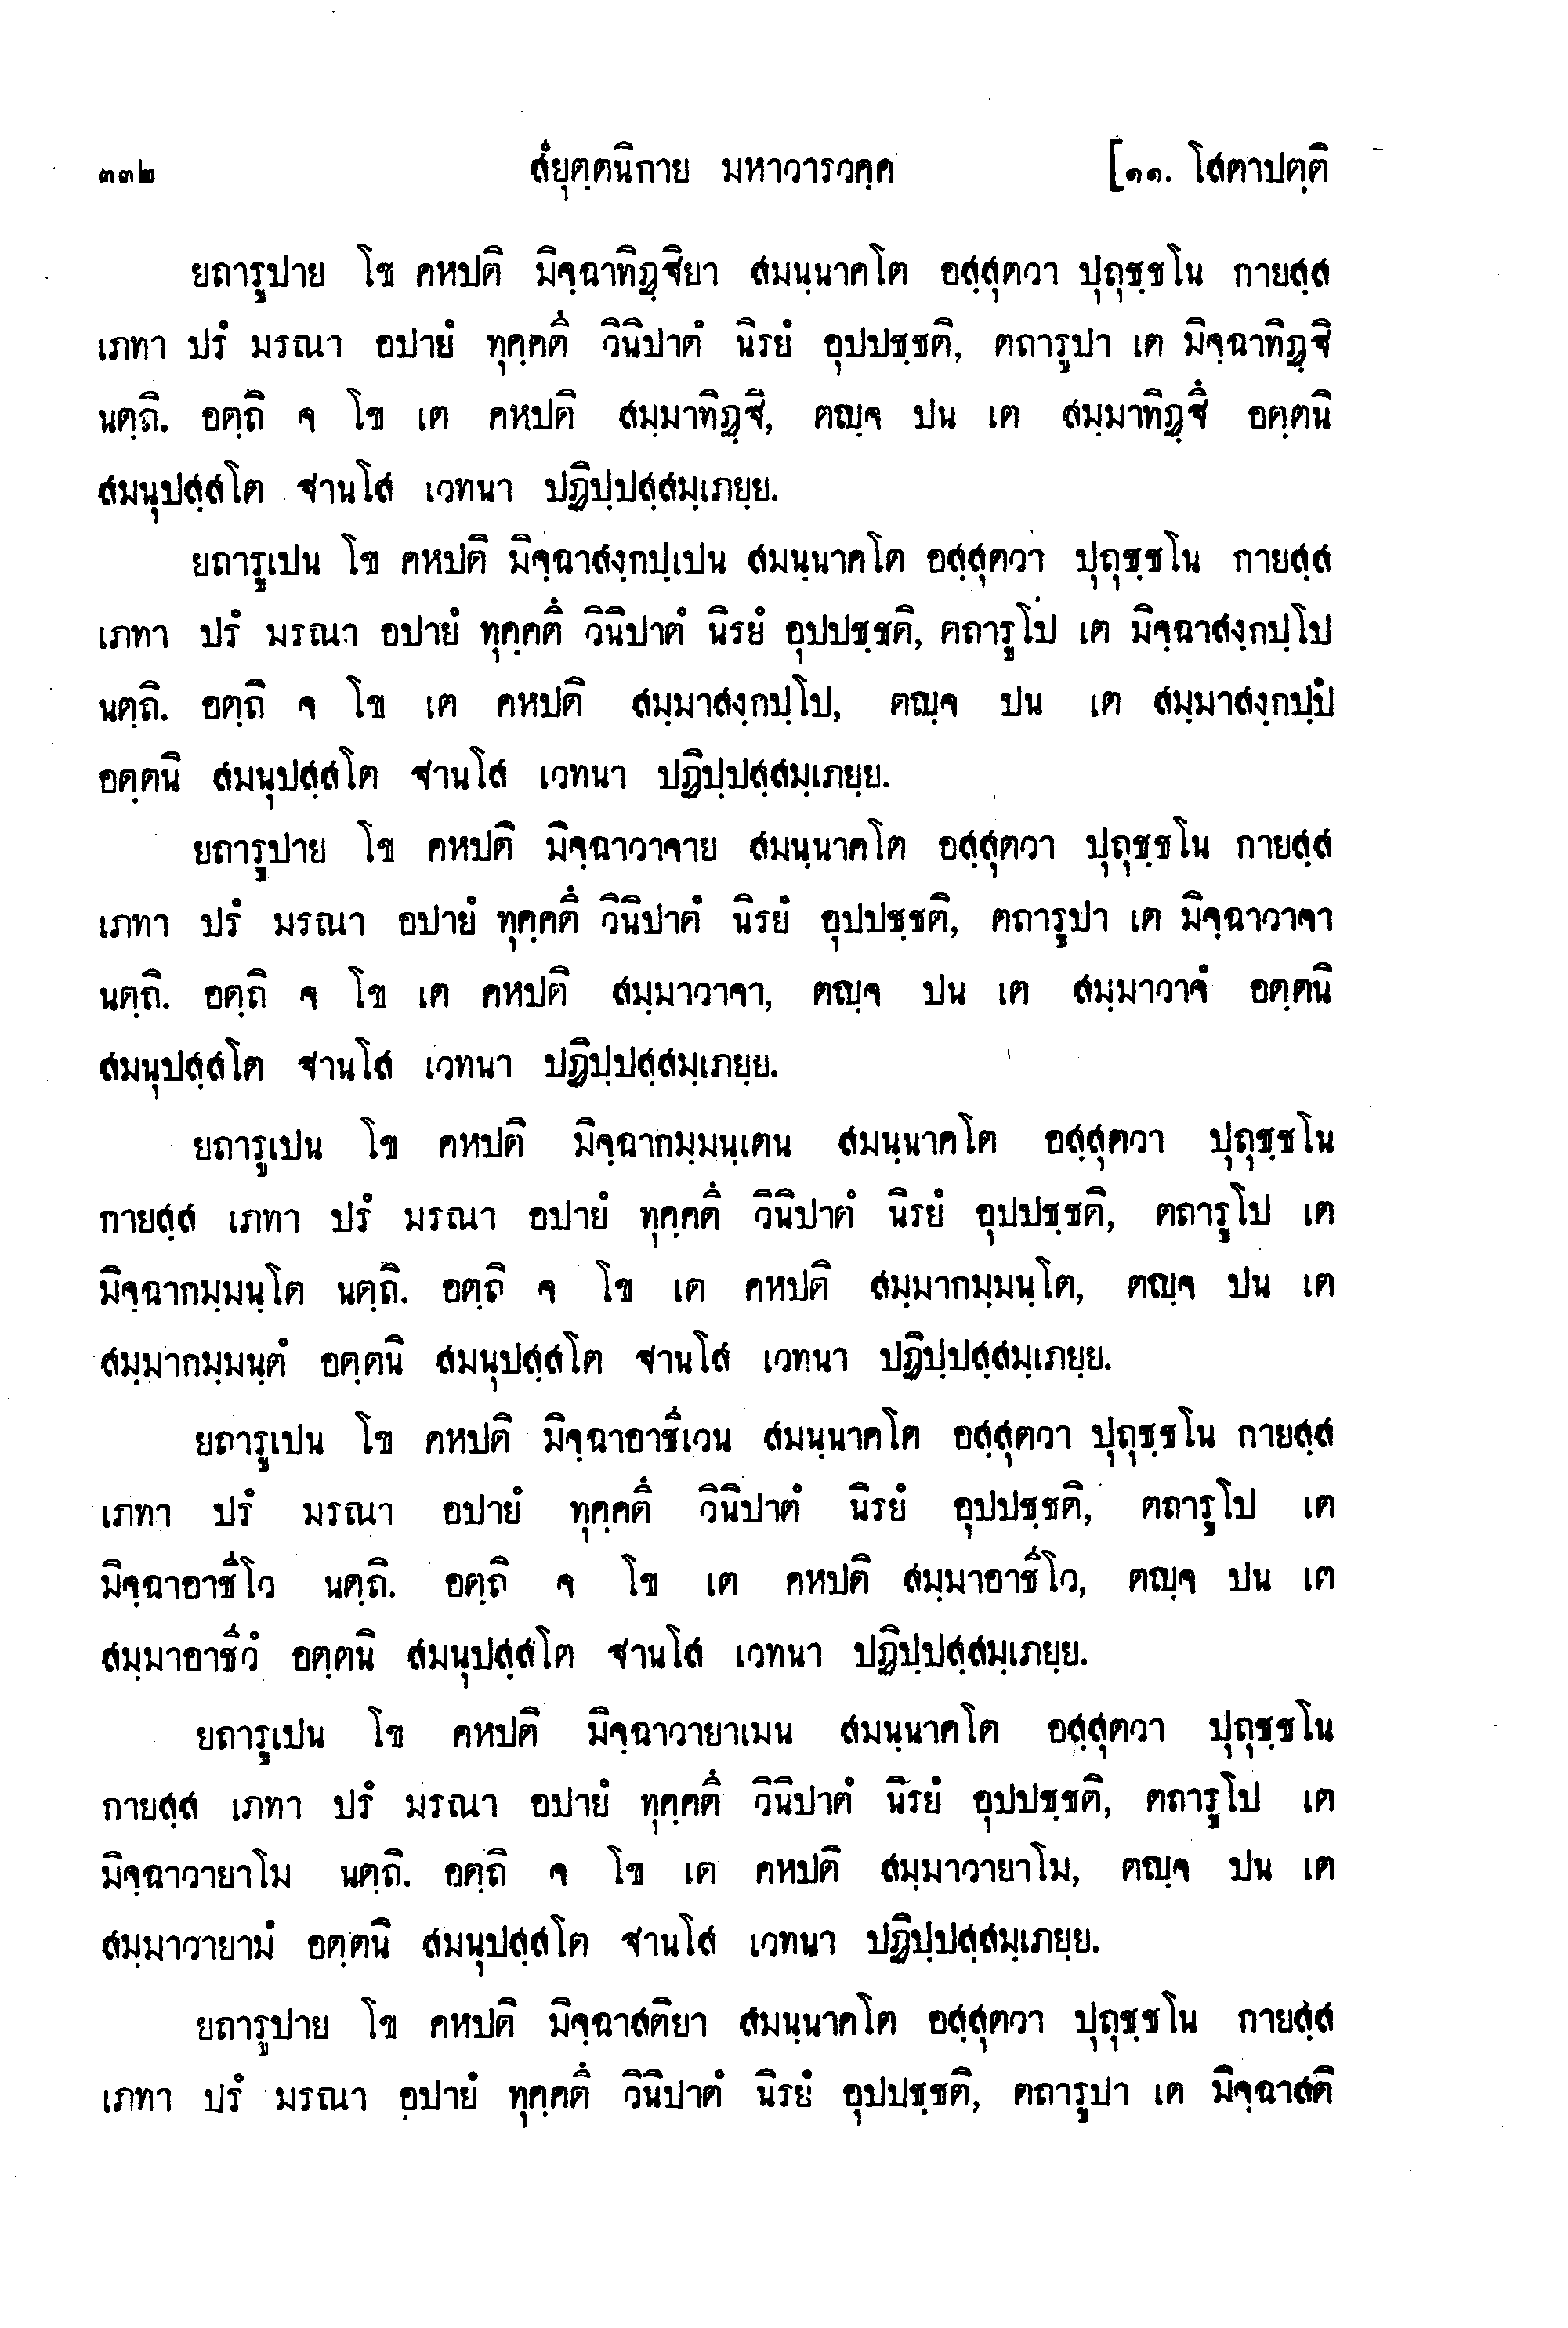 ๓๓๒ สํยุตฺตนิกาย มหาวารวคฺค [๑๑. โสตาปตฺติ
ยถารูปาย โข คหปติ มิจฺฉาทิฏฺฐิยา สมนฺนาคโต อสฺสุตวา ปุถุชฺชโน กายสฺส
เภทา ปรํ มรณา อปายํ ทุคฺคตึ วินิปาตํ นิรยํ อุปปชฺชติ, ตถารูปา เต มิจฺฉาทิฏฺฐิ
นตฺถิ. อตฺถิ จ โข เต คหปติ สมฺมาทิฏฺฐิ, ตญฺจ ปน เต สมฺมาทิฏฺฐึ อตฺตนิ
สมนุปสฺสโต ฐานโส เวทนา ปฏิปฺปสฺสมฺเภยฺย.
ยถารูเปน โข คหปติ มิจฺฉาสงฺกปฺเปน สมนฺนาคโต อสฺสุตวา ปุถุชฺชโน กายสฺส
เภทา ปรํ มรณา อปายํ ทุคฺคตึ วินิปาตํ นิรยํ อุปปชฺชติ, ตถารูโป เต มิจฺฉาสงฺกปฺโป
นตฺถิ. อตฺถิ จ โข เต คหปติ สมฺมาสงฺกปฺโป, ตญฺจ ปน เต สมฺมาสงฺกปฺปํ
อตฺตนิ สมนุปสฺสโต ฐานโส เวทนา ปฏิปฺปสฺสมฺเภยฺย.
ยถารูปาย โข คหปติ มิจฺฉาวาจาย สมนฺนาคโต อสฺสุตวา ปุถุชฺชโน กายสฺส
เภทา ปรํ มรณา อปายํ ทุคฺคตึ วินิปาตํ นิรยํ อุปปชฺชติ, ตถารูปา เต มิจฺฉาวาจา
นตฺถิ. อตฺถิ จ โข เต คหปติ สมฺมาวาจา, ตญฺจ ปน เต สมฺมาวาจํ อตฺตนิ
สมนุปสฺสโต ฐานโส เวทนา ปฏิปฺปสฺสมฺเภยฺย.
ยถารูเปน โข คหปติ มิจฺฉากมฺมนฺเตน สมนฺนาคโต อสฺสุตวา ปุถุชฺชโน
กายสฺส เภทา ปรํ มรณา อปายํ ทุคฺคตึ วินิปาตํ นิรยํ อุปปชฺชติ, ตถารูโป เต
มิจฺฉากมฺมนฺโต นตฺถิ. อตฺถิ จ โข เต คหปติ สมฺมากมฺมนฺโต, ตญฺจ ปน เต
สมฺมากมฺมนฺตํ อตฺตนิ สมนุปสฺสโต ฐานโส เวทนา ปฏิปฺปสฺสมฺเภยฺย.
ยถารูเปน โข คหปติ มิจฺฉาอาชีเวน สมนฺนาคโต อสฺสุตวา ปุถุชฺชโน กายสฺส
เภทา ปรํ มรณา อปายํ ทุคฺคตึ วินิปาตํ นิรยํ อุปปชฺชติ, ตถารูโป เต
มิจฺฉาอาชีโว นตฺถิ. อตฺถิ จ โข เต คหปติ สมฺมาอาชีโว, ตญฺจ ปน เต
สมฺมาอาชีวํ อตฺตนิ สมนุปสฺสโต ฐานโส เวทนา ปฏิปฺปสฺสมฺเภยฺย.
ยถารูเปน โข คหปติ มิจฺฉาวายาเมน สมนฺนาคโต อสฺสุตวา ปุถุชฺชโน
กายสฺส เภทา ปรํ มรณา อปายํ ทุคฺคตึ วินิปาตํ นิรยํ อุปปชฺชติ, ตถารูโป เต
มิจฺฉาวายาโม นตฺถิ. อตฺถิ จ โข เต คหปติ สมฺมาวายาโม, ตญฺจ ปน เต
สมฺมาวายามํ อตฺตนิ สมนุปสฺสโต ฐานโส เวทนา ปฏิปฺปสฺสมฺเภยฺย.
ยถารูปาย โข คหปติ มิจฺฉาสติยา สมนฺนาคโต อสฺสุตวา ปุถุชฺชโน กายสฺส
เภทา ปรํ มรณา อปายํ ทุคฺคตึ วินิปาตํ นิรยํ อุปปชฺชติ, ตถารูปา เต มิจฺฉาสติ